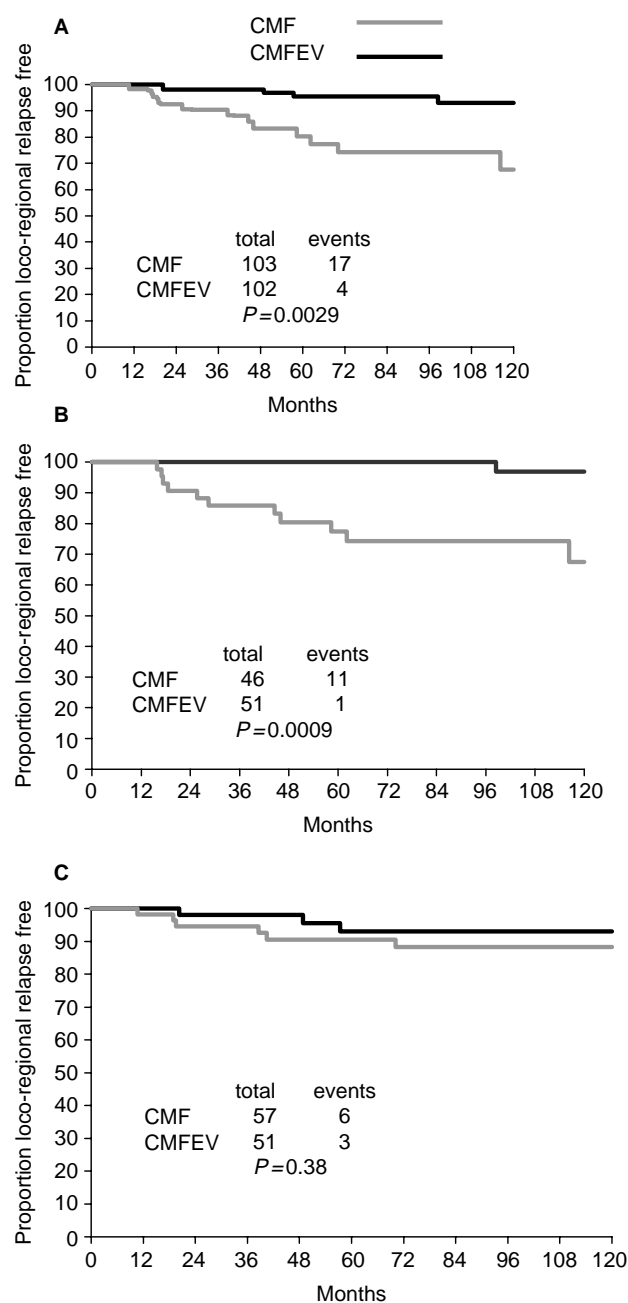 A
CMF
CMFEV
Proportion loco-regional relapse free
100
90
80
70
60
50
40
30
20
10
0
total events
CMF 103 17
CMFEV 102 4
P=0.0029
0 12 24 36 48 60 72 84 96 108 120
Months
B
Proportion loco-regional relapse free
100
90
80
70
60
50
40
30
20
10
0
total events
CMF 46 11
CMFEV 51 1
P=0.0009
0 12 24 36 48 60 72 84 96 108 120
Months
C
Proportion loco-regional relapse free
100
90
80
70
60
50
40
30
20
10
0
total events
CMF 57 6
CMFEV 51 3
P=0.38
0 12 24 36 48 60 72 84 96 108 120
Months